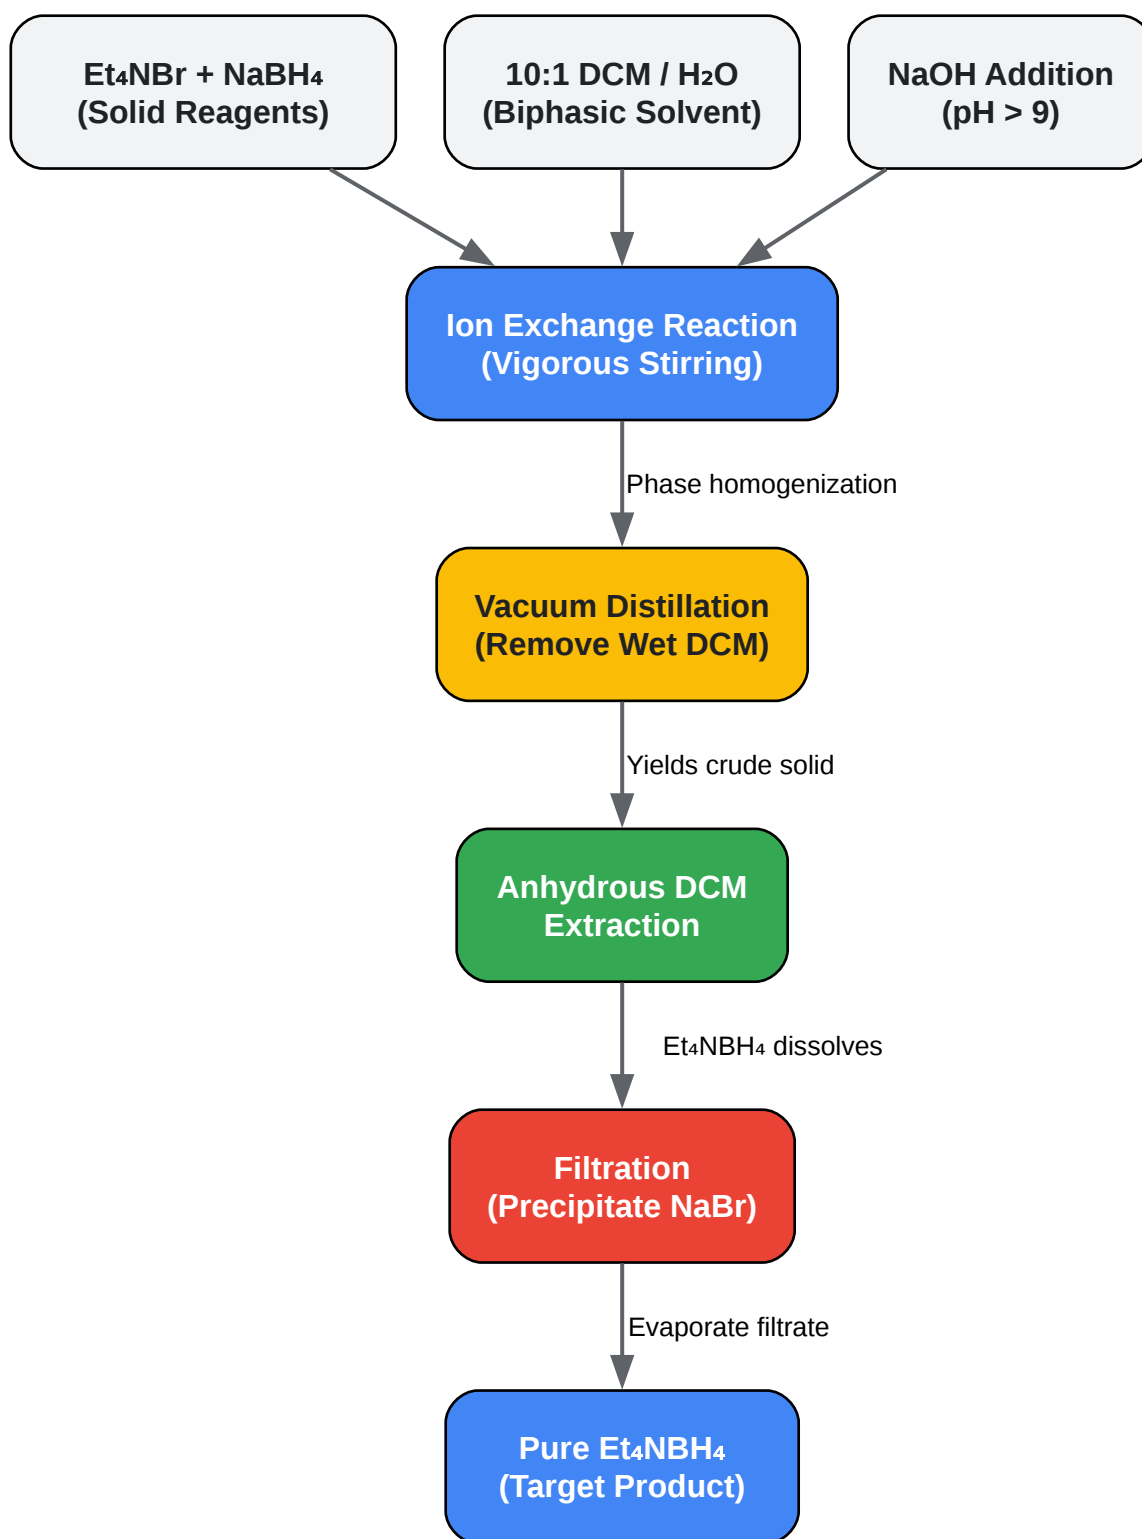 Et₄NBr + NaBH₄
(Solid Reagents)
10:1 DCM / H₂O
(Biphasic Solvent)
NaOH Addition
(pH > 9)
Ion Exchange Reaction
(Vigorous Stirring)
Phase homogenization
Vacuum Distillation
(Remove Wet DCM)
Yields crude solid
Anhydrous DCM
Extraction
Et₄NBH₄ dissolves
Filtration
(Precipitate NaBr)
Evaporate filtrate
Pure Et₄NBH₄
(Target Product)